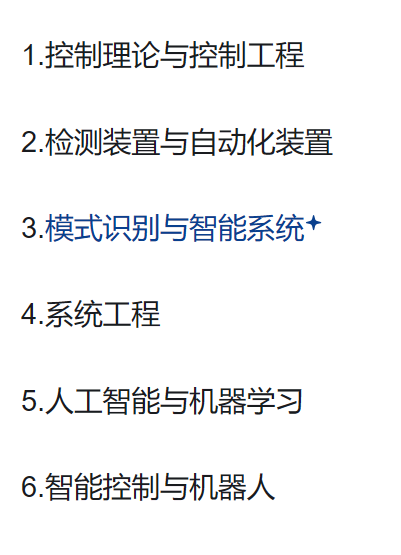 1.控制理论与控制工程
2.检测装置与自动化装置
3.模式识别与智能系统
4.系统工程
5.人工智能与机器学习
6.智能控制与机器人